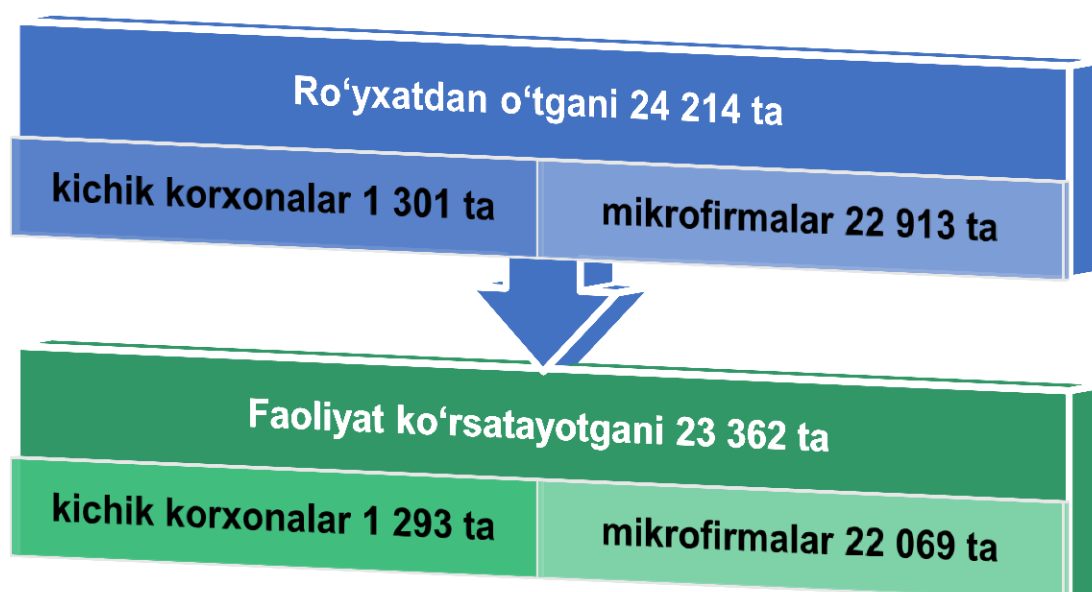 Ro‘yxatdan o‘tgani 24 214 ta
kichik korxonalar 1 301 ta
mikrofirmalar 22 913 ta
Faoliyat ko‘rsatayotgani 23 362 ta
kichik korxonalar 1 293 ta
mikrofirmalar 22 069 ta